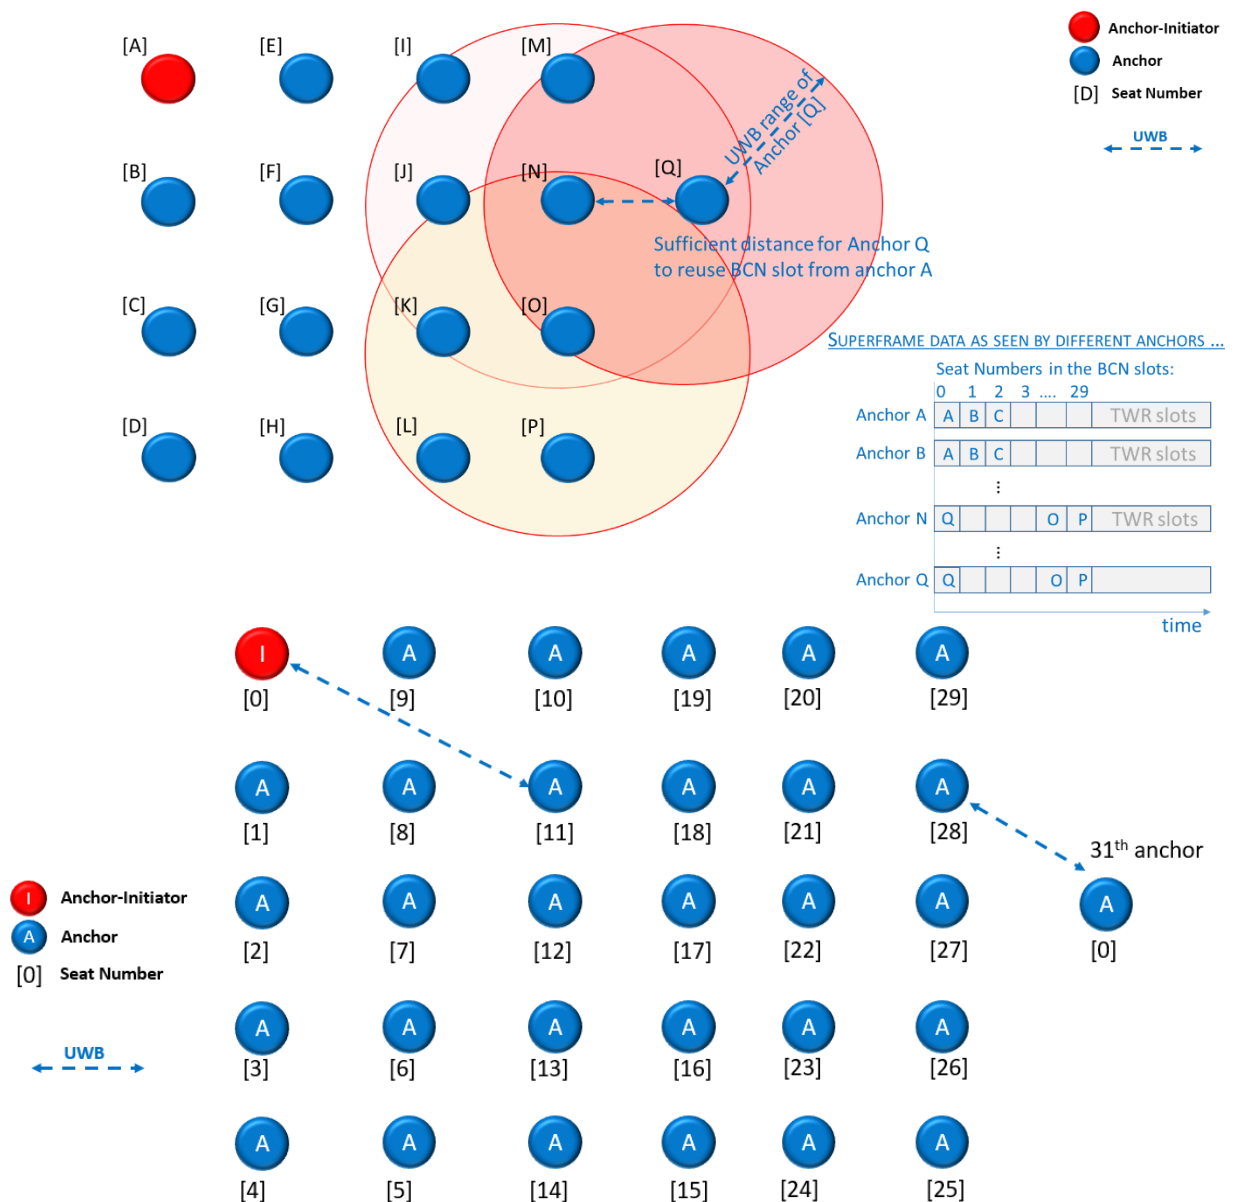 [A]
[E]
[I]
[M]
Anchor-Initiator
Anchor
[D] Seat Number
UWB
UWB range of
Anchor [Q]
[B]
[F]
[J]
[N]
[Q]
Sufficient distance for Anchor Q
to reuse BCN slot from anchor A
[C]
[G]
[K]
[O]
[D]
[H]
[L]
[P]
SUPERFRAME DATA AS SEEN BY DIFFERENT ANCHORS ...
Seat Numbers in the BCN slots:
0 1 2 3 .... 29
Anchor A A B C TWR slots
Anchor B A B C TWR slots
⋮
Anchor N Q O P TWR slots
⋮
Anchor Q Q O P
time
I A A A A A
[0] [9] [10] [19] [20] [29]
A A A A A A
[1] [8] [11] [18] [21] [28]
31th anchor
A
[0]
I Anchor-Initiator
A Anchor
[0] Seat Number
UWB
A A A A A A
[2] [7] [12] [17] [22] [27]
A A A A A A
[3] [6] [13] [16] [23] [26]
A A A A A A
[4] [5] [14] [15] [24] [25]